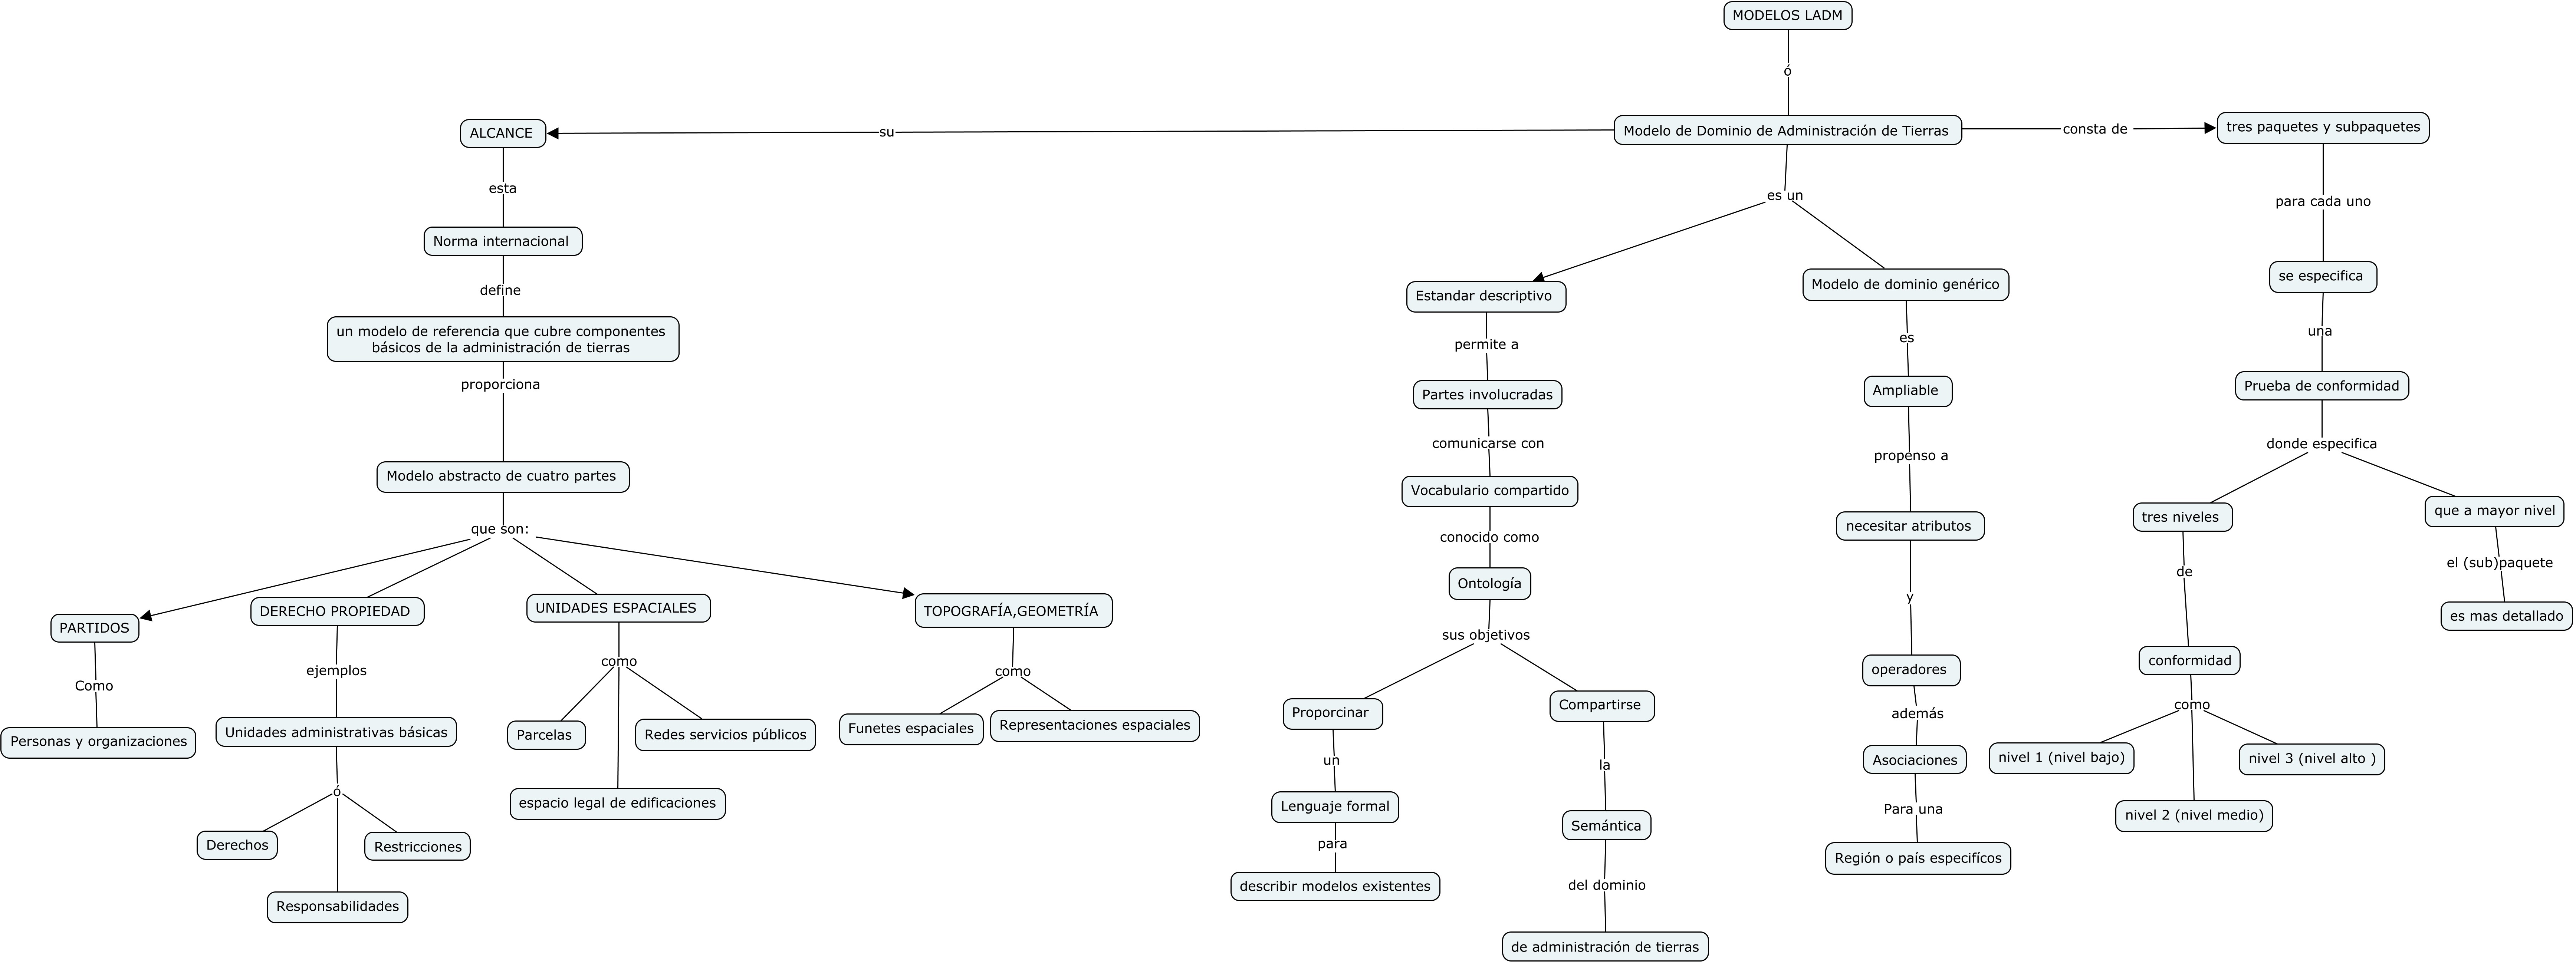 MODELOS LADM
ó
Modelo de Dominio de Administración de Tierras
su
ALCANCE
esta
Norma internacional
define
un modelo de referencia que cubre componentes
básicos de la administración de tierras
proporciona
Modelo abstracto de cuatro partes
que son:
PARTIDOS
Como
Personas y organizaciones
DERECHO PROPIEDAD
ejemplos
Unidades administrativas básicas
ó
Derechos
Responsabilidades
Restricciones
UNIDADES ESPACIALES
como
Parcelas
espacio legal de edificaciones
Redes servicios públicos
TOPOGRAFÍA,GEOMETRÍA
como
Funetes espaciales
Representaciones espaciales
es un
Estandar descriptivo
permite a
Partes involucradas
comunicarse con
Vocabulario compartido
conocido como
Ontología
sus objetivos
Proporcinar
un
Lenguaje formal
para
describir modelos existentes
Compartirse
la
Semántica
del dominio
de administración de tierras
Modelo de dominio genérico
es
Ampliable
propenso a
necesitar atributos
y
operadores
además
Asociaciones
Para una
Región o país especifícos
consta de
tres paquetes y subpaquetes
para cada uno
se especifica
una
Prueba de conformidad
donde especifica
tres niveles
de
conformidad
como
nivel 1 (nivel bajo)
nivel 2 (nivel medio)
nivel 3 (nivel alto )
que a mayor nivel
el (sub)paquete
es mas detallado